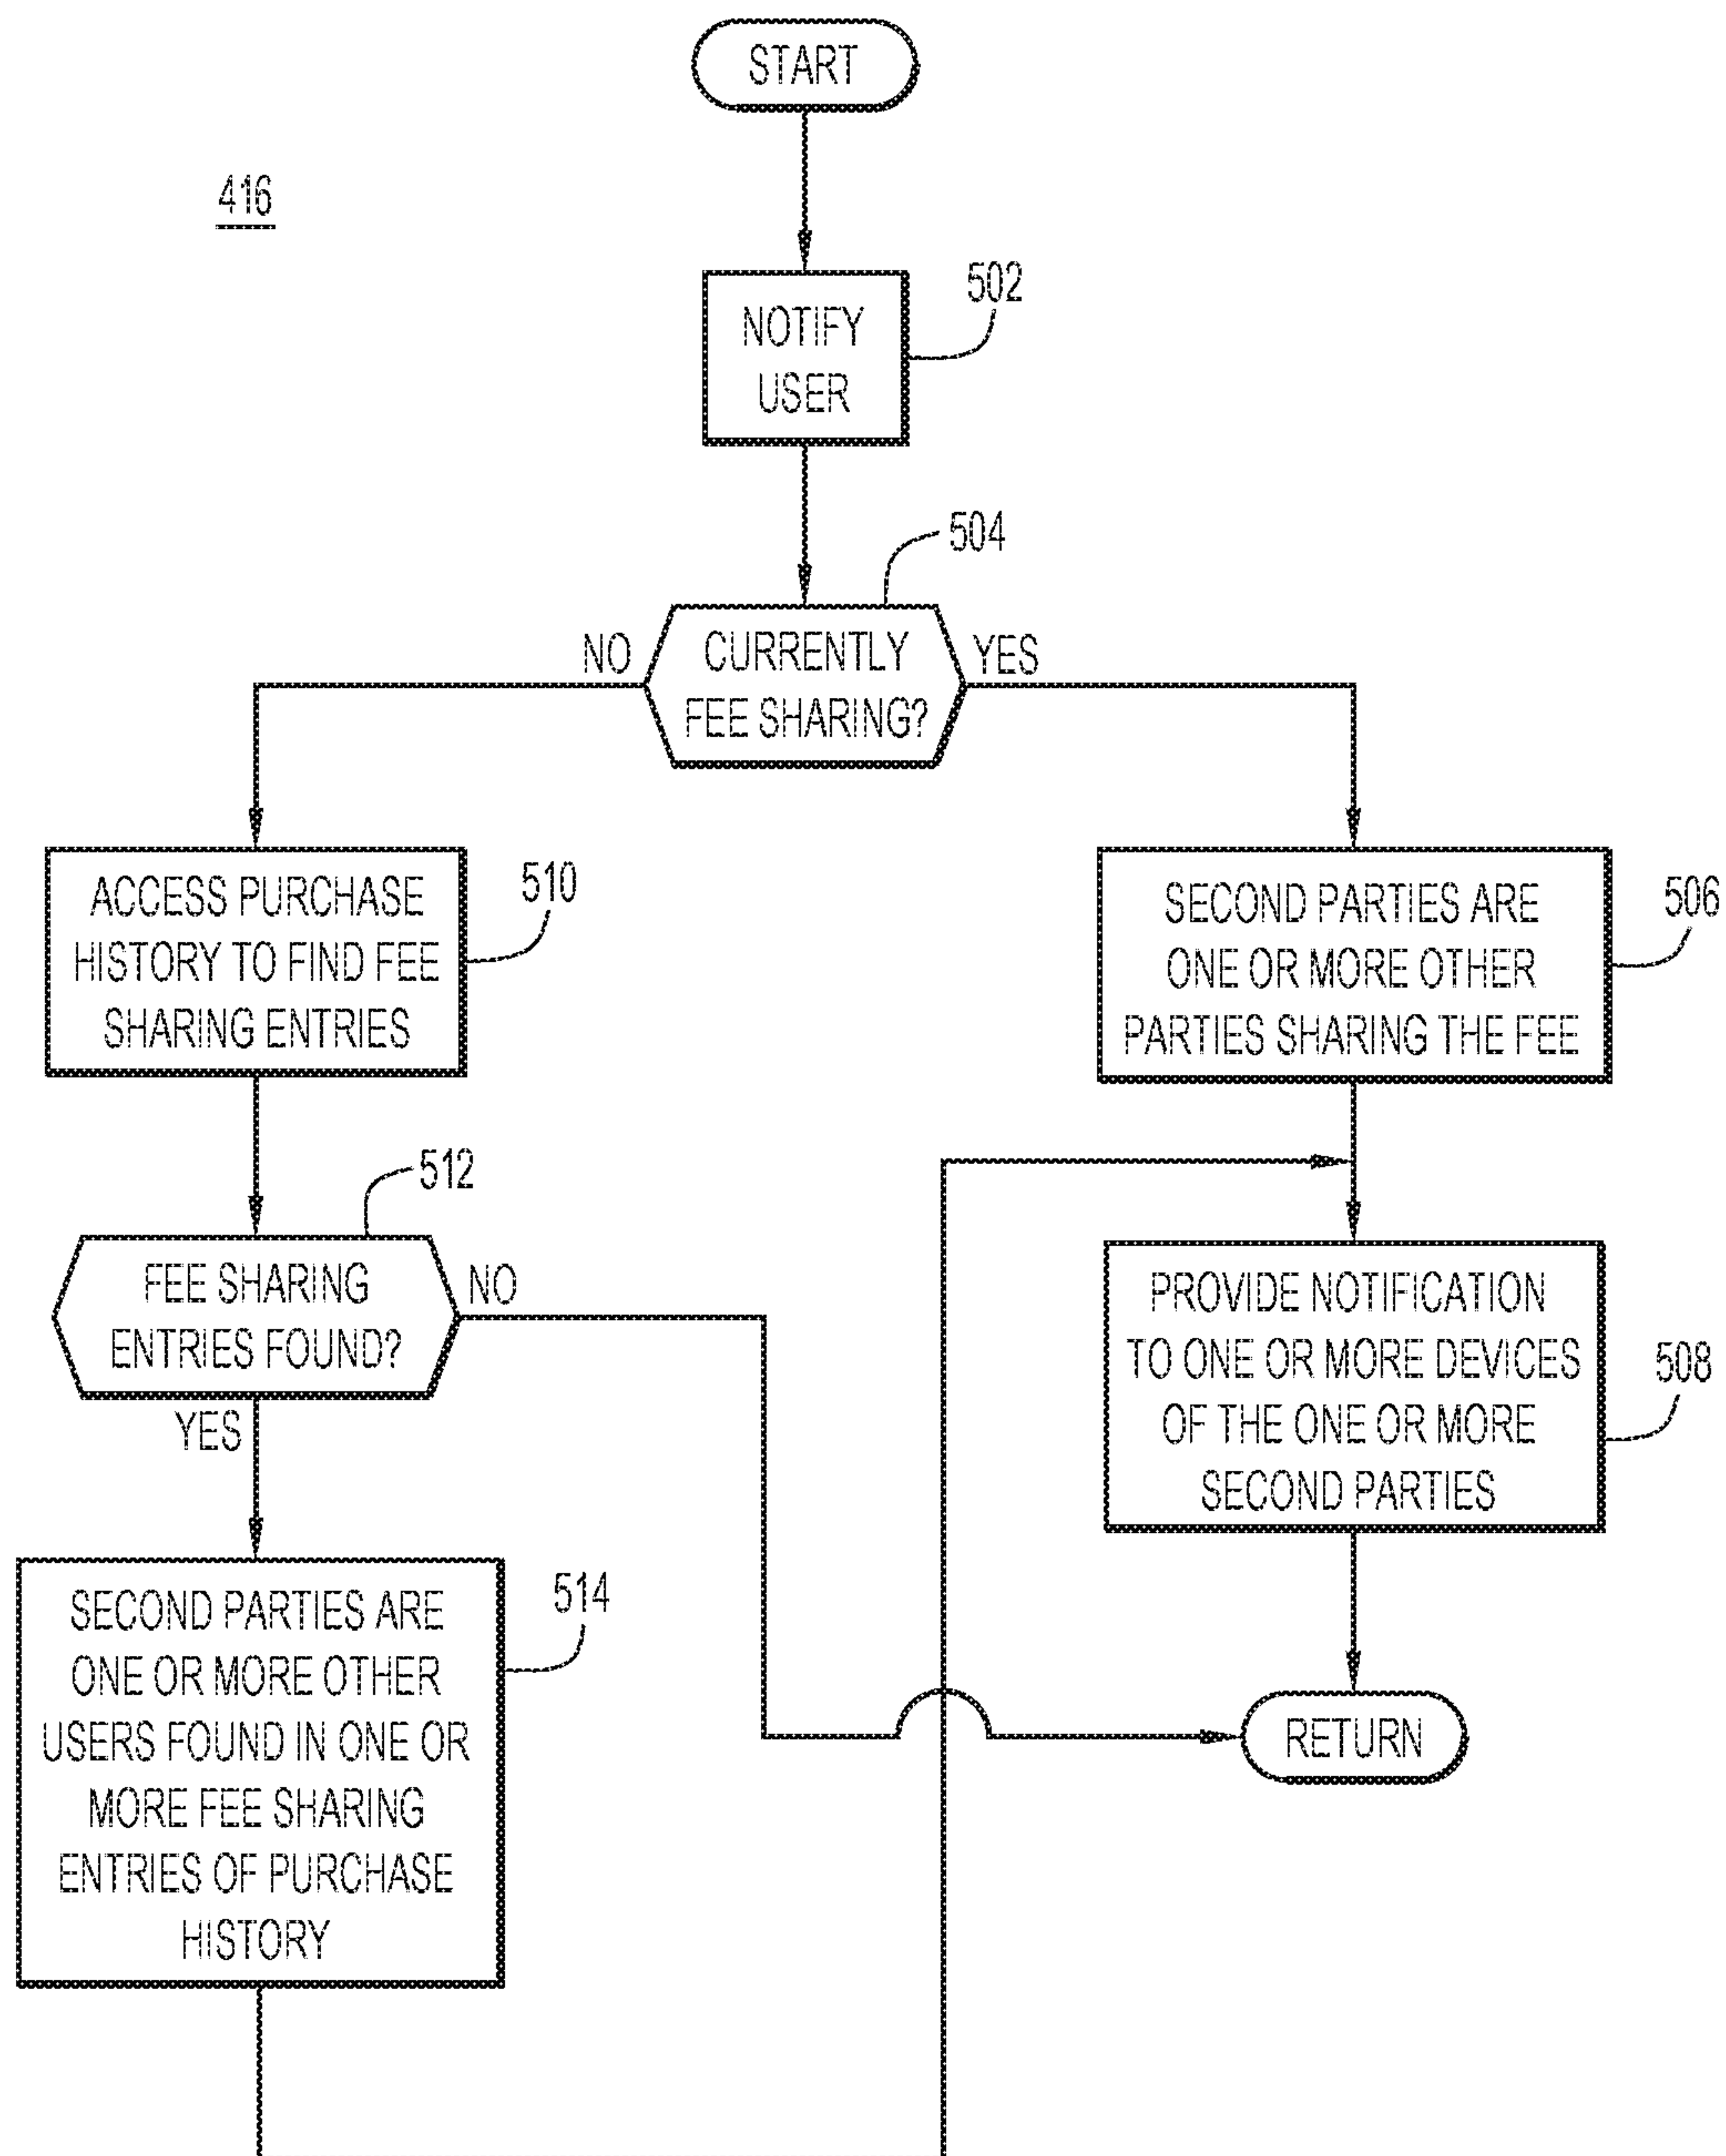 START
416
NOTIFY
USER
502
504
NO
CURRENTLY
FEE SHARING?
YES
ACCESS PURCHASE
HISTORY TO FIND FEE
SHARING ENTRIES
510
SECOND PARTIES ARE
ONE OR MORE OTHER
PARTIES SHARING THE FEE
506
512
FEE SHARING
ENTRIES FOUND?
NO
YES
PROVIDE NOTIFICATION
TO ONE OR MORE DEVICES
OF THE ONE OR MORE
SECOND PARTIES
508
SECOND PARTIES ARE
ONE OR MORE OTHER
USERS FOUND IN ONE OR
MORE FEE SHARING
ENTRIES OF PURCHASE
HISTORY
514
RETURN